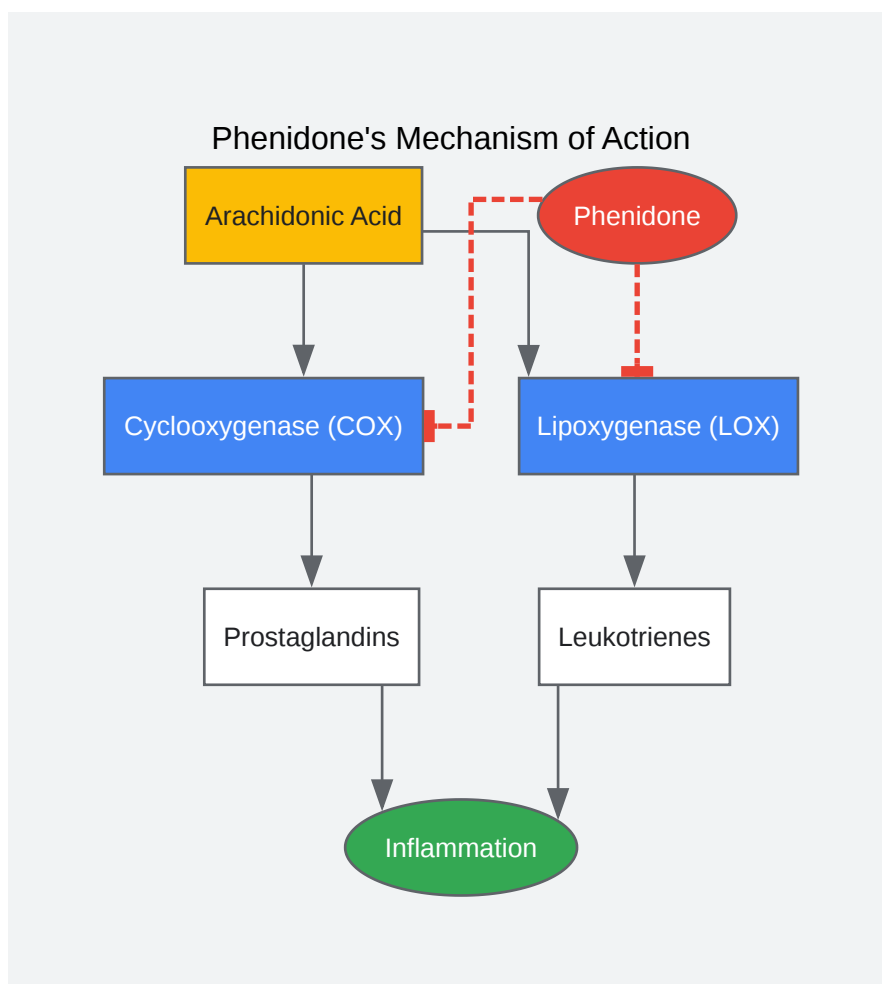 Phenidone's Mechanism of Action
Arachidonic Acid
Phenidone
Cyclooxygenase (COX)
Lipoxygenase (LOX)
Prostaglandins
Leukotrienes
Inflammation